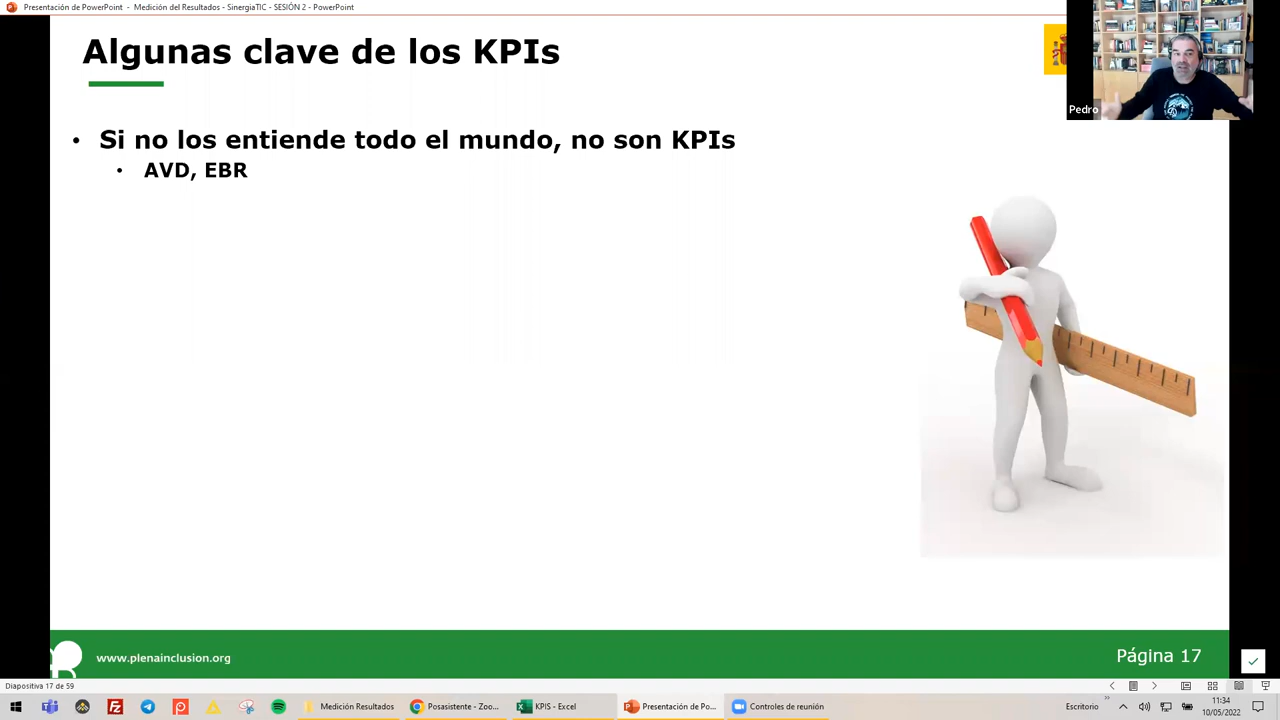 Presentación de PowerPoint - Medición del Resultados - SinergiaTIC - SESIÓN 2 - PowerPoint
Algunas clave de los KPIs
Pedro
• Si no los entiende todo el mundo, no son KPIs
• AVD, EBR
www.plenainclusion.org
Página 17
Diapositiva 17 de 59
Medición Resultados
Posasistente - Zoo...
KPIS - Excel
Presentación de Po...
Controles de reunión
Escritorio
11:34
10/05/2022